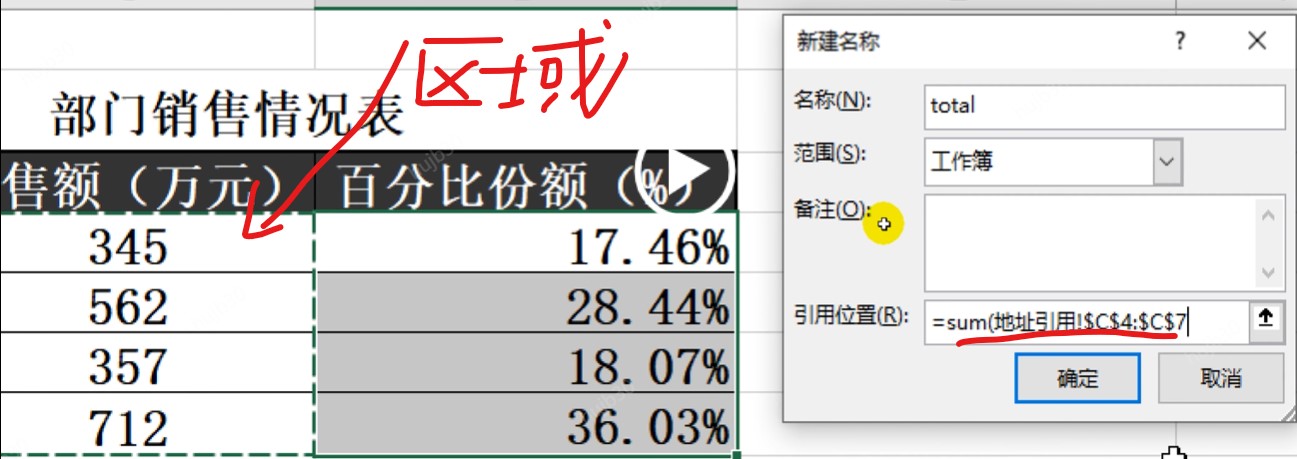 区域
部门销售情况表
售额（万元） 百分比份额（%）
345 17.46%
562 28.44%
357 18.07%
712 36.03%
新建名称 ? ×
名称(N): total
范围(S): 工作簿
备注(O):
引用位置(R): =sum(地址引用!$C$4:$C$7
确定 取消